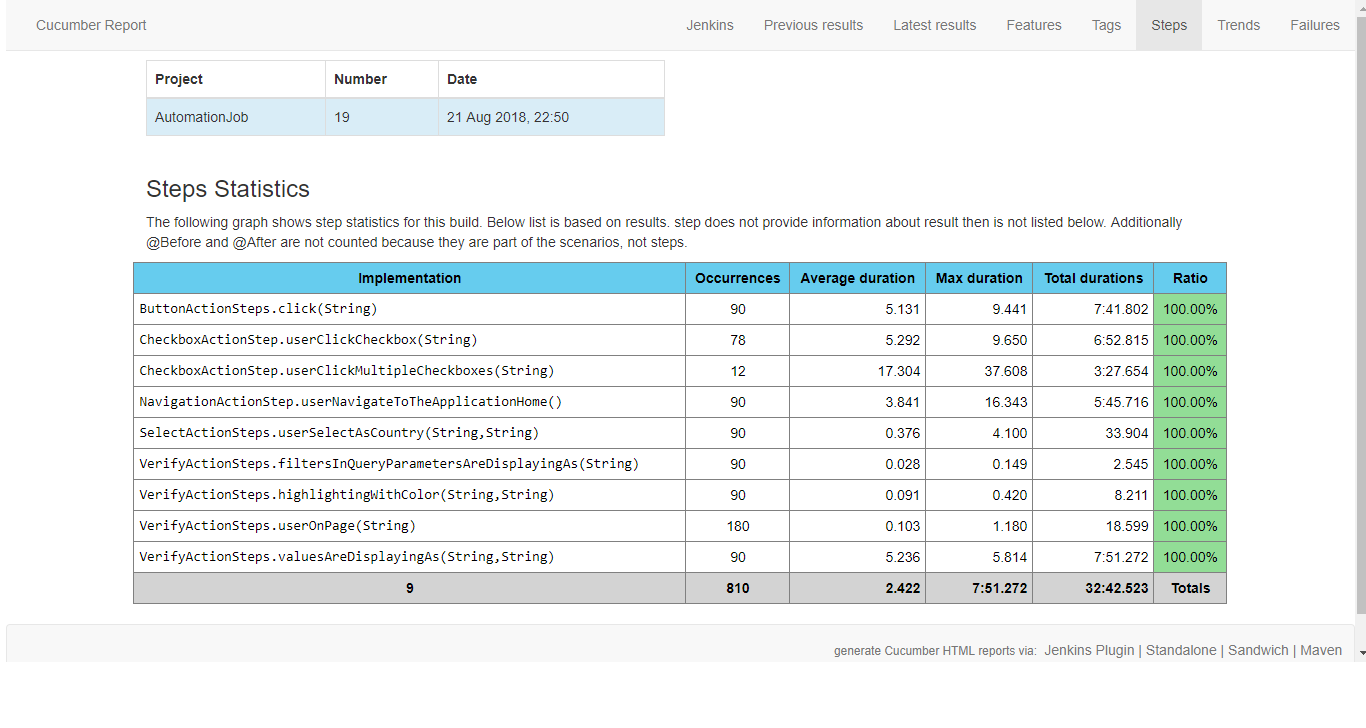 Cucumber Report Jenkins Previous results Latest results Features Tags Steps Trends Failures
Project Number Date
AutomationJob 19 21 Aug 2018, 22:50
Steps Statistics
The following graph shows step statistics for this build. Below list is based on results. step does not provide information about result then is not listed below. Additionally
@Before and @After are not counted because they are part of the scenarios, not steps.
Implementation Occurrences Average duration Max duration Total durations Ratio
ButtonActionSteps.click(String) 90 5.131 9.441 7:41.802 100.00%
CheckboxActionStep.userClickCheckbox(String) 78 5.292 9.650 6:52.815 100.00%
CheckboxActionStep.userClickMultipleCheckboxes(String) 12 17.304 37.608 3:27.654 100.00%
NavigationActionStep.userNavigateToTheApplicationHome() 90 3.841 16.343 5:45.716 100.00%
SelectActionSteps.userSelectAsCountry(String,String) 90 0.376 4.100 33.904 100.00%
VerifyActionSteps.filtersInQueryParametersAreDisplayingAs(String) 90 0.028 0.149 2.545 100.00%
VerifyActionSteps.highlightingWithColor(String,String) 90 0.091 0.420 8.211 100.00%
VerifyActionSteps.userOnPage(String) 180 0.103 1.180 18.599 100.00%
VerifyActionSteps.valuesAreDisplayingAs(String,String) 90 5.236 5.814 7:51.272 100.00%
9 810 2.422 7:51.272 32:42.523 Totals
generate Cucumber HTML reports via: Jenkins Plugin | Standalone | Sandwich | Maven